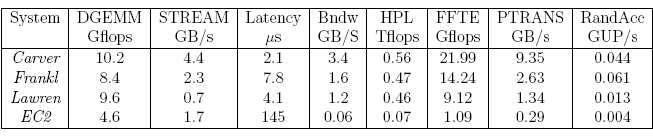 System DGEMM STREAM Latency Bndw HPL FFTE PTRANS RandAcc
Gflops GB/s μs GB/S Tflops Gflops GB/s GUP/s
Carver 10.2 4.4 2.1 3.4 0.56 21.99 9.35 0.044
Frankl 8.4 2.3 7.8 1.6 0.47 14.24 2.63 0.061
Lawren 9.6 0.7 4.1 1.2 0.46 9.12 1.34 0.013
EC2 4.6 1.7 145 0.06 0.07 1.09 0.29 0.004